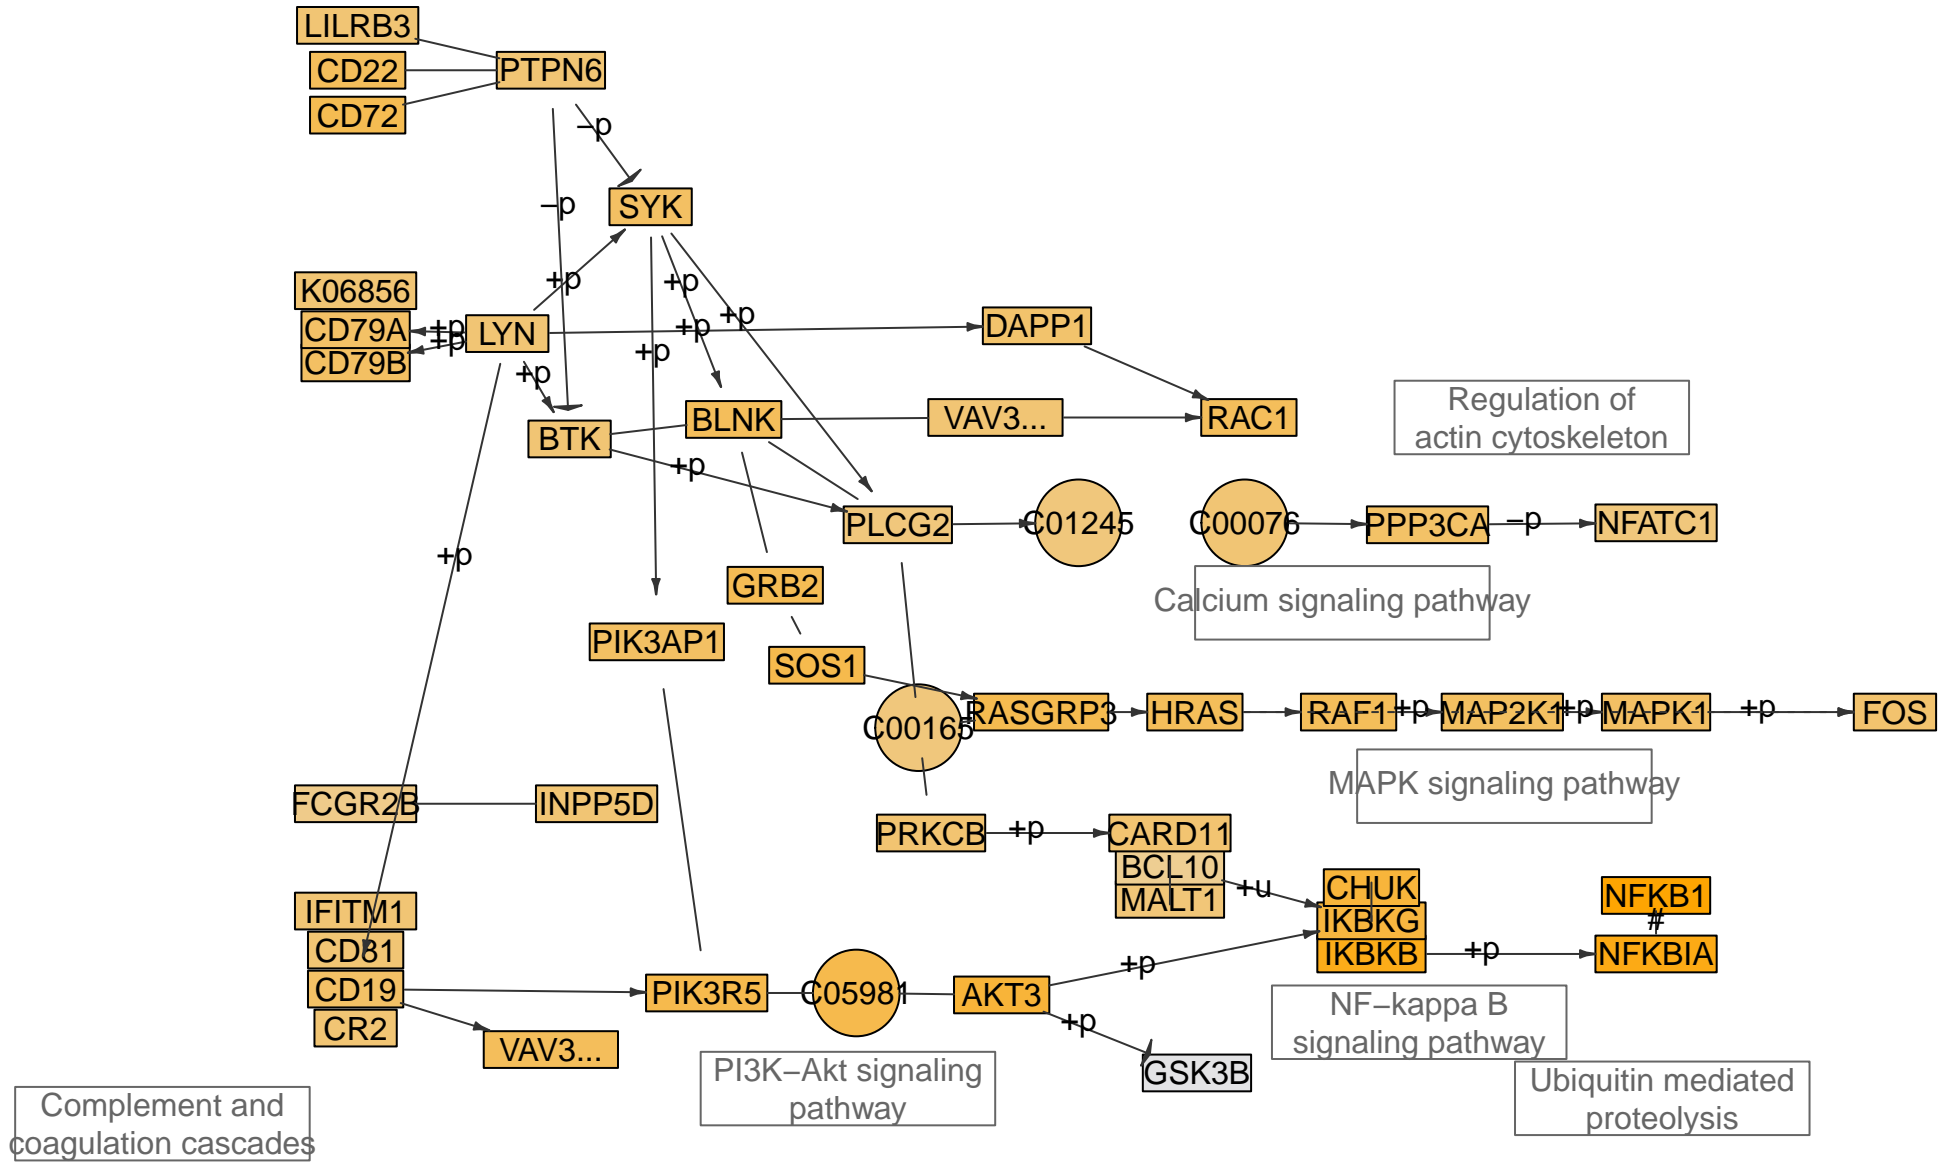 LILRB3
CD22
PTPN6
CD72
–p
SYK
–p
+p
+p
K06856
+p
CD79A
+p
LYN
+p
DAPP1
+p
CD79B
+p
+p
+p
BTK
BLNK
VAV3...
RAC1
Regulation of
actin cytoskeleton
+p
PLCG2
C01245
C00076
PPP3CA
–p
NFATC1
+p
GRB2
Calcium signaling pathway
PIK3AP1
SOS1
C00165
RASGRP3
HRAS
RAF1
+p
MAP2K1
+p
MAPK1
+p
FOS
MAPK signaling pathway
FCGR2B
INPP5D
PRKCB
+p
CARD11
BCL10
MALT1
+u
CHUK
IKBKG
IKBKB
+p
NFKB1
#
NFKBIA
IFITM1
CD81
CD19
CR2
VAV3...
PIK3R5
C05981
AKT3
+p
+p
GSK3B
NF–kappa B
signaling pathway
PI3K–Akt signaling
pathway
Ubiquitin mediated
proteolysis
Complement and
coagulation cascades